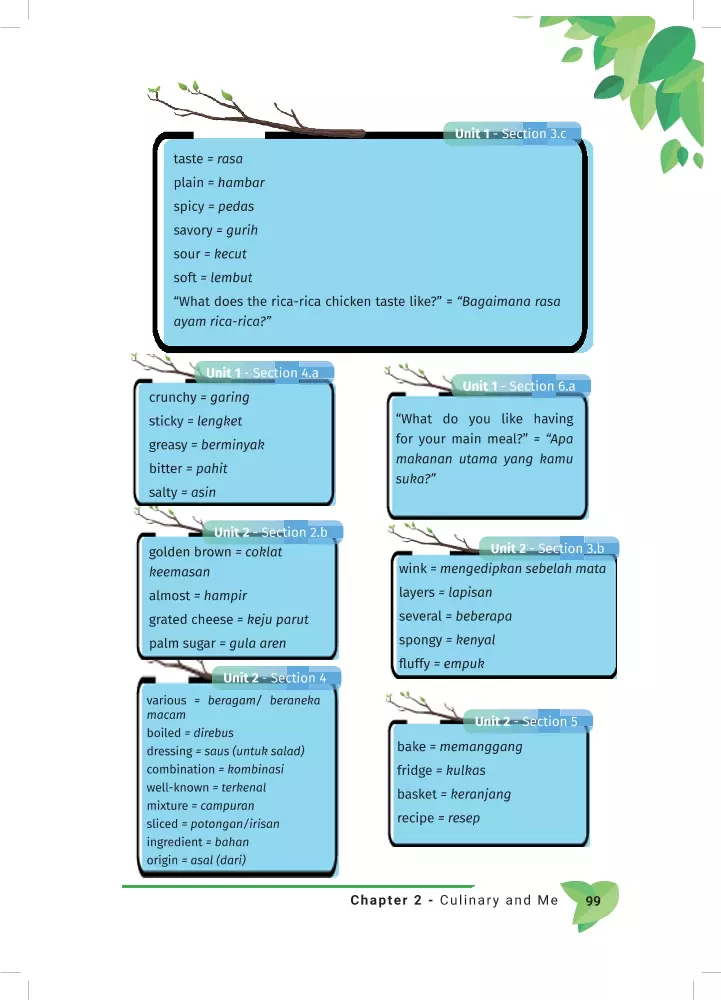 Unit 1 - Section 3.c
taste = rasa
plain = hambar
spicy = pedas
savory = gurih
sour = kecut
soft = lembut
“What does the rica-rica chicken taste like?” = “Bagaimana rasa
ayam rica-rica?”
Unit 1 - Section 4.a
crunchy = garing
sticky = lengket
greasy = berminyak
bitter = pahit
salty = asin
Unit 1 - Section 6.a
“What do you like having
for your main meal?” = “Apa
makanan utama yang kamu
suka?”
Unit 2 - Section 2.b
golden brown = coklat
keemasan
almost = hampir
grated cheese = keju parut
palm sugar = gula aren
Unit 2 - Section 3.b
wink = mengedipkan sebelah mata
layers = lapisan
several = beberapa
spongy = kenyal
fluffy = empuk
Unit 2 - Section 4
various = beragam/ beraneka
macam
boiled = direbus
dressing = saus (untuk salad)
combination = kombinasi
well-known = terkenal
mixture = campuran
sliced = potongan/irisan
ingredient = bahan
origin = asal (dari)
Unit 2 - Section 5
bake = memanggang
fridge = kulkas
basket = keranjang
recipe = resep
Chapter 2 - Culinary and Me 99